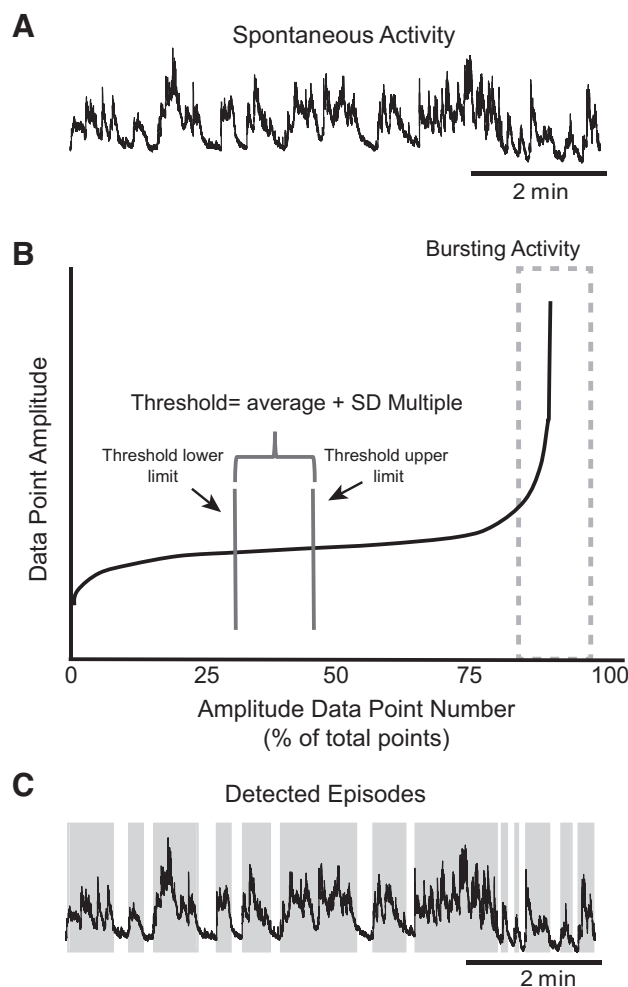 A
Spontaneous Activity
2 min
B
Bursting Activity
Data Point Amplitude
Threshold= average + SD Multiple
Threshold lower
limit
Threshold upper
limit
0 25 50 75 100
Amplitude Data Point Number
(% of total points)
C
Detected Episodes
2 min